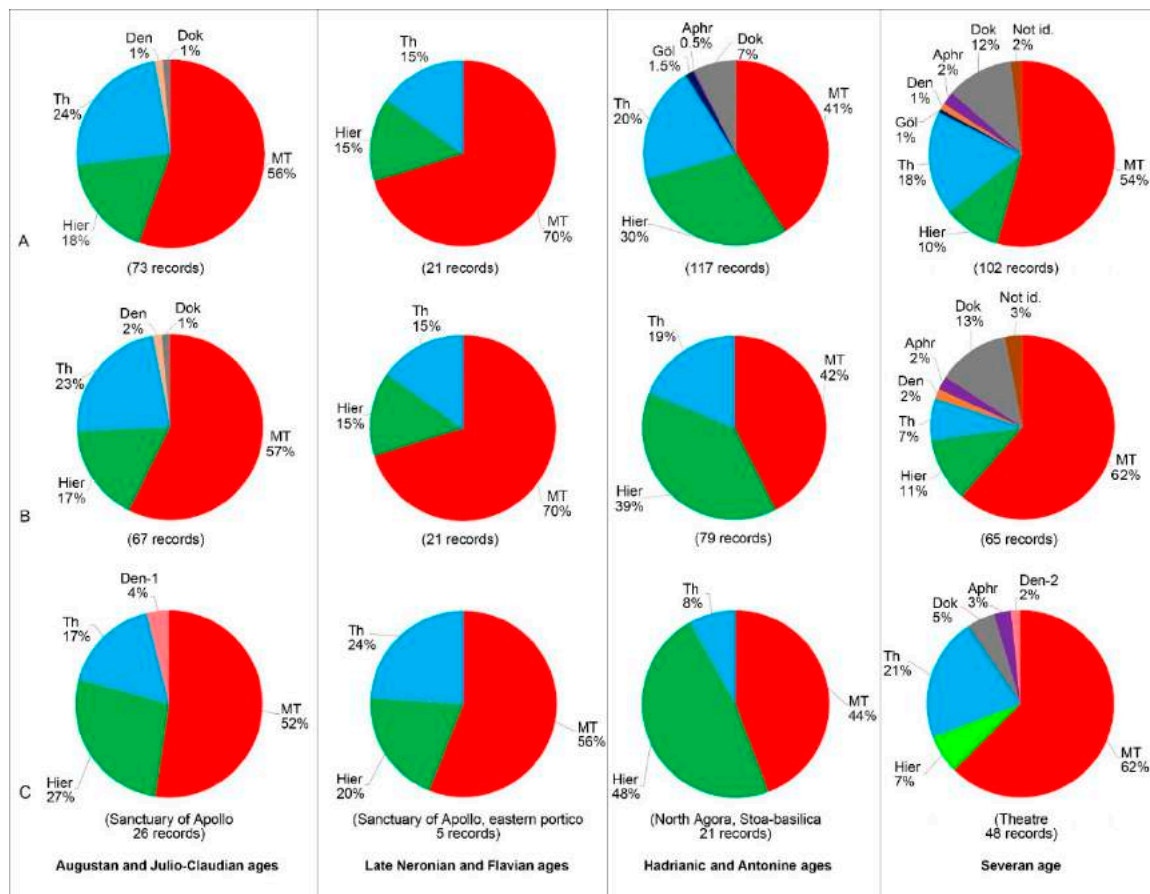 Den
1%
Dok
1%
Th
24%
MT
56%
Hier
18%
A
(73 records)
Th
15%
Hier
15%
MT
70%
(21 records)
Aphr
0.5%
Göl
1.5%
Dok
7%
Th
20%
MT
41%
Hier
30%
(117 records)
Dok
12%
Not id.
2%
Aphr
2%
Den
1%
Göl
1%
Th
18%
MT
54%
Hier
10%
(102 records)
Den
2%
Dok
1%
Th
23%
MT
57%
Hier
17%
B
(67 records)
Th
15%
Hier
15%
MT
70%
(21 records)
Th
19%
MT
42%
Hier
39%
(79 records)
Dok
13%
Not id.
3%
Aphr
2%
Den
2%
Th
7%
MT
62%
Hier
11%
(65 records)
Den-1
4%
Th
17%
MT
52%
Hier
27%
C
(Sanctuary of Apollo
26 records)
Augustan and Julio-Claudian ages
Th
24%
MT
56%
Hier
20%
(Sanctuary of Apollo, eastern portico
5 records)
Late Neronian and Flavian ages
Th
8%
MT
44%
Hier
48%
(North Agora, Stoa-basilica
21 records)
Hadrianic and Antonine ages
Aphr
3%
Den-2
2%
Dok
5%
Th
21%
MT
62%
Hier
7%
(Theatre
48 records)
Severan age